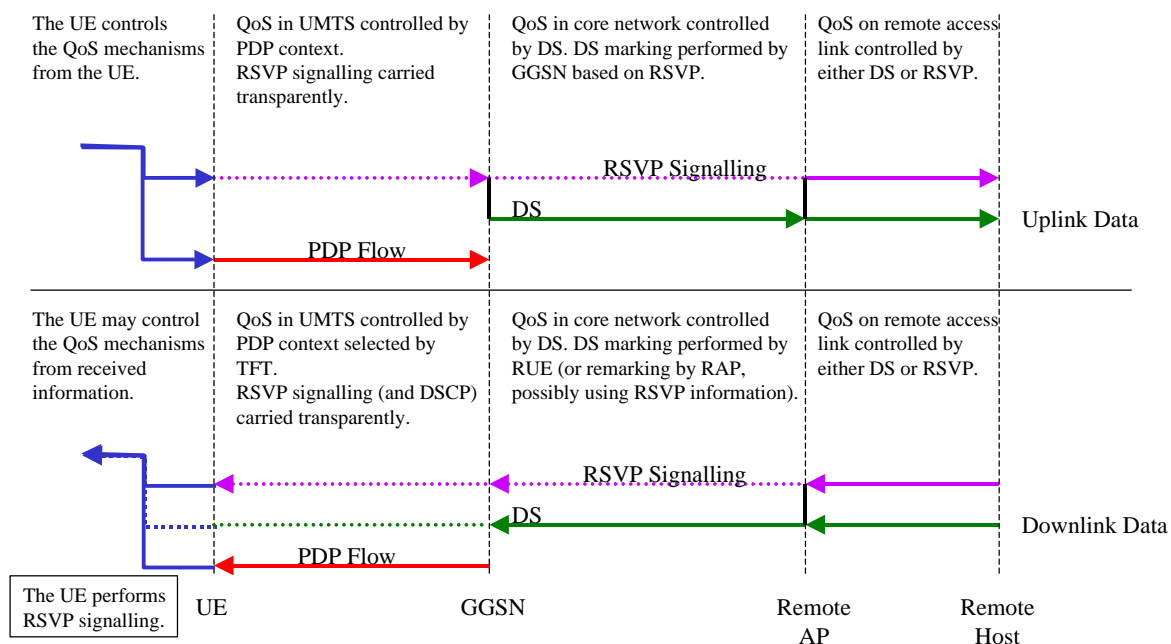 The UE controls
the QoS mechanisms
from the UE.
QoS in UMTS controlled by
PDP context.
RSVP signalling carried
transparently.
QoS in core network controlled
by DS. DS marking performed by
GGSN based on RSVP.
QoS on remote access
link controlled by
either DS or RSVP.
RSVP Signalling
DS
Uplink Data
PDP Flow
The UE may control
the QoS mechanisms
from received
information.
QoS in UMTS controlled by
PDP context selected by
TFT.
RSVP signalling (and DSCP)
carried transparently.
QoS in core network controlled
by DS. DS marking performed by
RUE (or remarking by RAP,
possibly using RSVP information).
QoS on remote access
link controlled by
either DS or RSVP.
RSVP Signalling
DS
Downlink Data
PDP Flow
The UE performs
RSVP signalling.
UE
GGSN
Remote
AP
Remote
Host